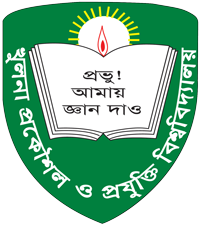 প্রভু!
আমায়
জ্ঞান দাও
খুলনা প্রকৌশল ও প্রযুক্তি বিশ্ববিদ্যালয়